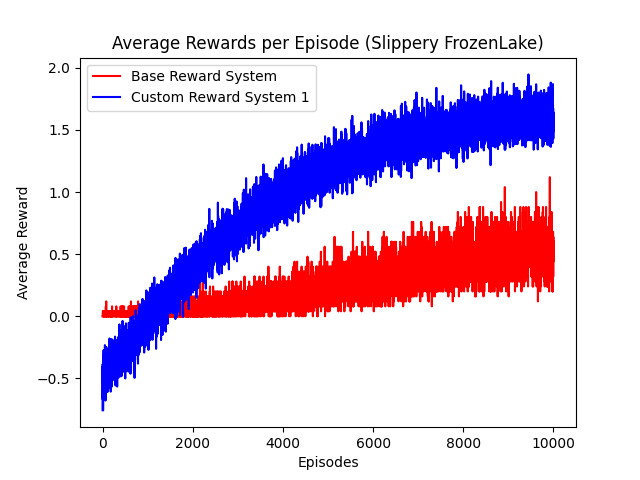 Average Rewards per Episode (Slippery FrozenLake)
Base Reward System
Custom Reward System 1
2.0
1.5
1.0
0.5
0.0
−0.5
Average Reward
0 2000 4000 6000 8000 10000
Episodes